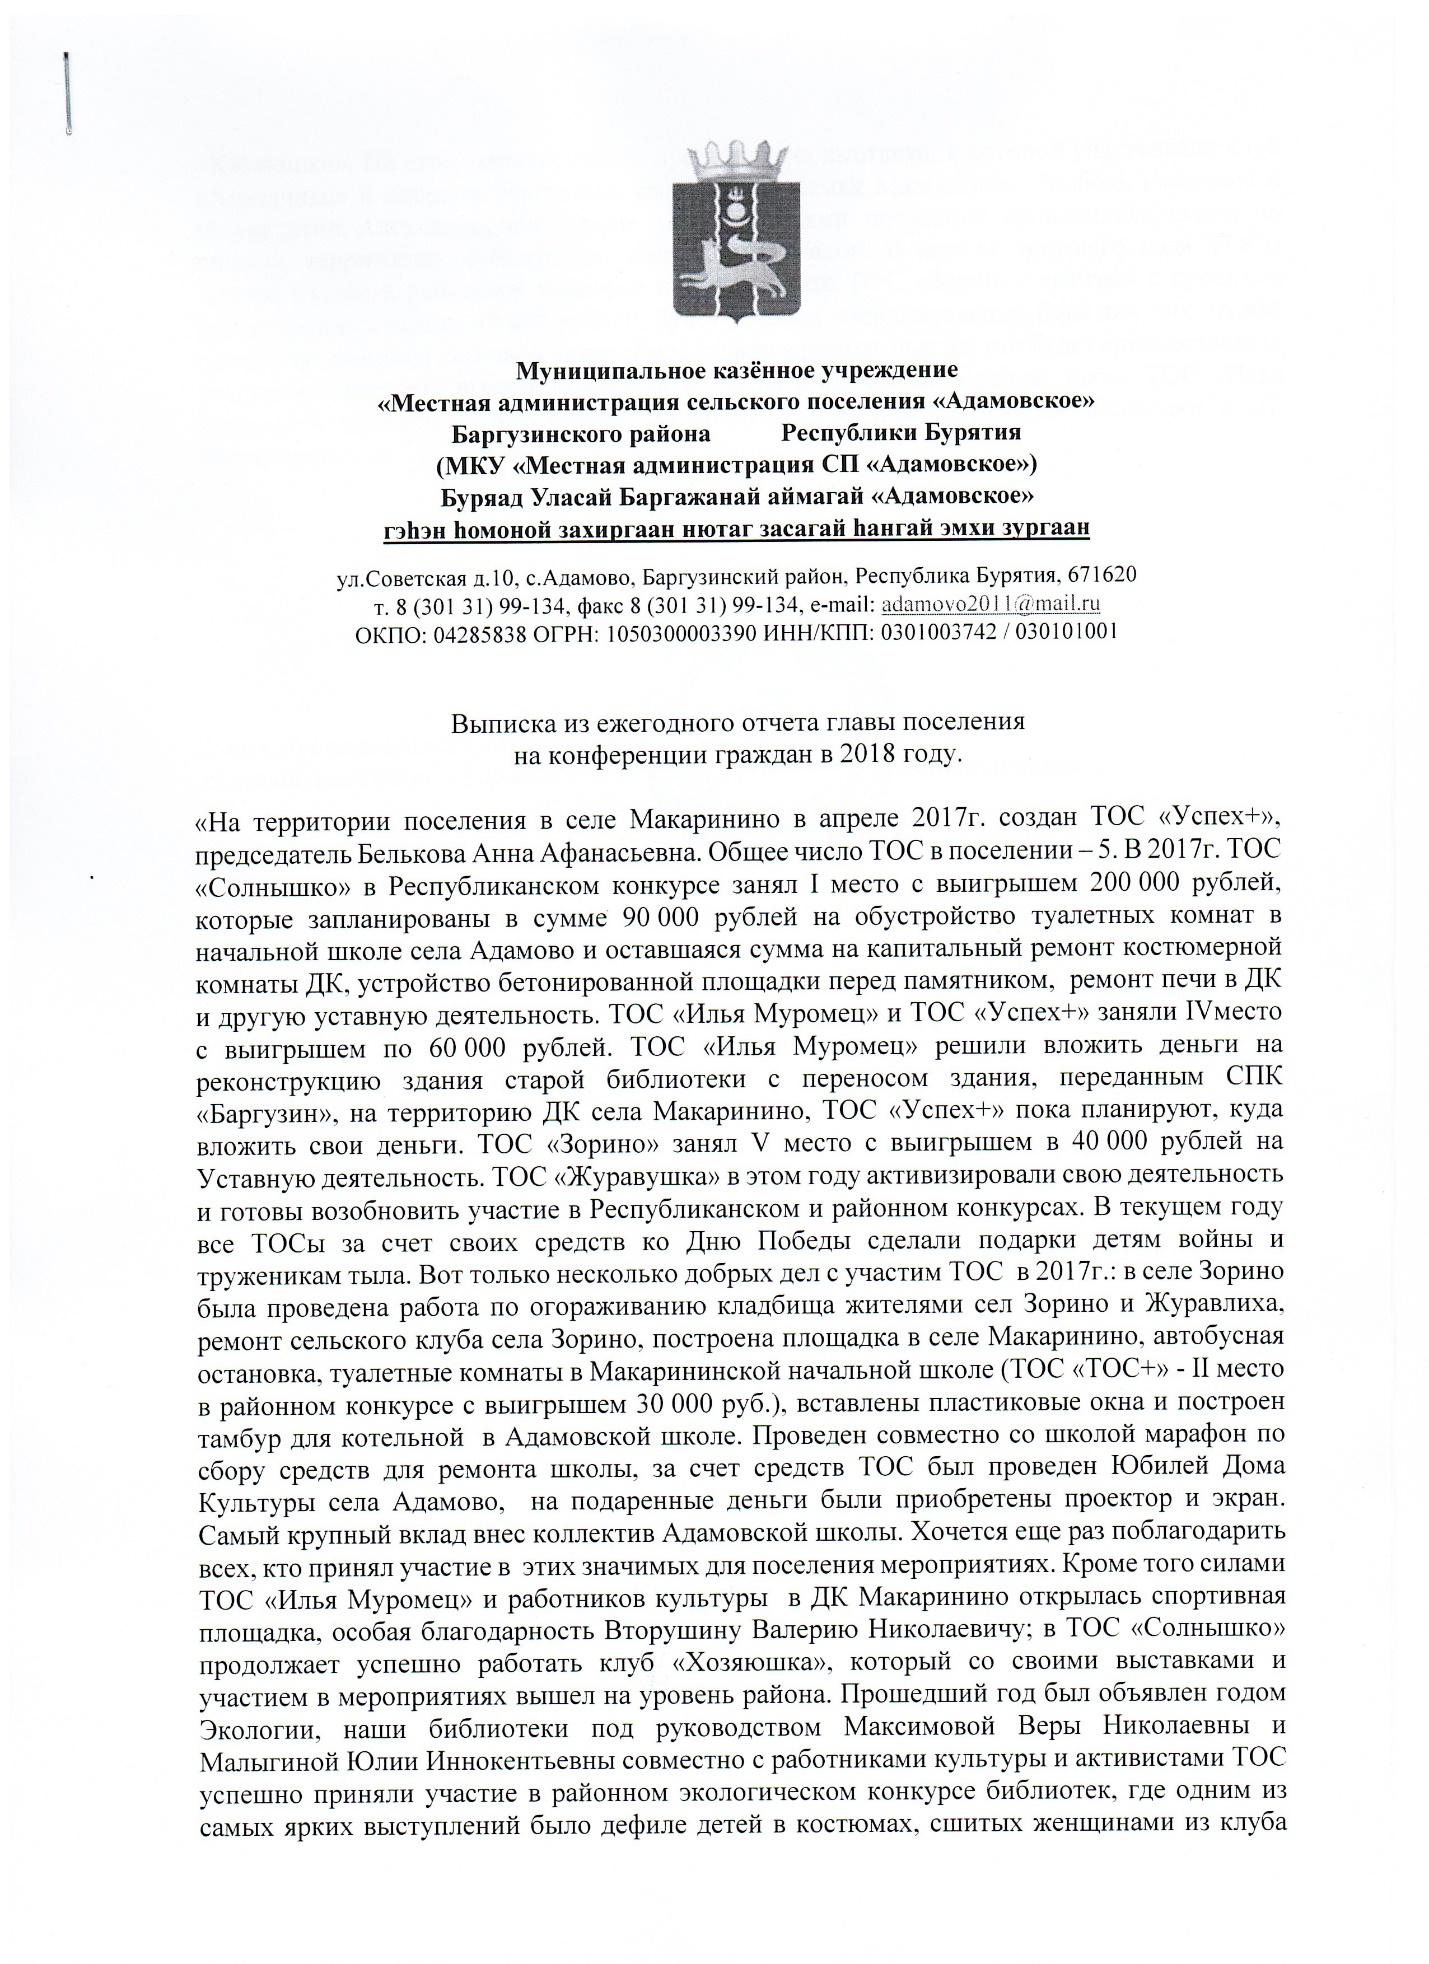 Муниципальное казённое учреждение
«Местная администрация сельского поселения «Адамовское»
Баргузинского района Республики Бурятия
(МКУ «Местная администрация СП «Адамовское»)
Буряад Уласай Баргажанай аймагай «Адамовское»
гэһэн һомоной захиргаан нютаг засагай һангай эмхи зургаан
ул.Советская д.10, с.Адамово, Баргузинский район, Республика Бурятия, 671620
т. 8 (301 31) 99-134, факс 8 (301 31) 99-134, e-mail: adamovo2011@mail.ru
ОКПО: 04285838 ОГРН: 1050300003390 ИНН/КПП: 0301003742 / 030101001
Выписка из ежегодного отчета главы поселения
на конференции граждан в 2018 году.
«На территории поселения в селе Макаринино в апреле 2017г. создан ТОС «Успех+»,
председатель Белькова Анна Афанасьевна. Общее число ТОС в поселении – 5. В 2017г. ТОС
«Солнышко» в Республиканском конкурсе занял I место с выигрышем 200 000 рублей,
которые запланированы в сумме 90 000 рублей на обустройство туалетных комнат в
начальной школе села Адамово и оставшаяся сумма на капитальный ремонт костюмерной
комнаты ДК, устройство бетонированной площадки перед памятником, ремонт печи в ДК
и другую уставную деятельность. ТОС «Илья Муромец» и ТОС «Успех+» заняли IVместо
с выигрышем по 60 000 рублей. ТОС «Илья Муромец» решили вложить деньги на
реконструкцию здания старой библиотеки с переносом здания, переданным СПК
«Баргузин», на территорию ДК села Макаринино, ТОС «Успех+» пока планируют, куда
вложить свои деньги. ТОС «Зорино» занял V место с выигрышем в 40 000 рублей на
Уставную деятельность. ТОС «Журавушка» в этом году активизировали свою деятельность
и готовы возобновить участие в Республиканском и районном конкурсах. В текущем году
все ТОСы за счет своих средств ко Дню Победы сделали подарки детям войны и
труженикам тыла. Вот только несколько добрых дел с участим ТОС в 2017г.: в селе Зорино
была проведена работа по огораживанию кладбища жителями сел Зорино и Журавлиха,
ремонт сельского клуба села Зорино, построена площадка в селе Макаринино, автобусная
остановка, туалетные комнаты в Макарининской начальной школе (ТОС «ТОС+» - II место
в районном конкурсе с выигрышем 30 000 руб.), вставлены пластиковые окна и построен
тамбур для котельной в Адамовской школе. Проведен совместно со школой марафон по
сбору средств для ремонта школы, за счет средств ТОС был проведен Юбилей Дома
Культуры села Адамово, на подаренные деньги были приобретены проектор и экран.
Самый крупный вклад внес коллектив Адамовской школы. Хочется еще раз поблагодарить
всех, кто принял участие в этих значимых для поселения мероприятиях. Кроме того силами
ТОС «Илья Муромец» и работников культуры в ДК Макаринино открылась спортивная
площадка, особая благодарность Вторушину Валерию Николаевичу; в ТОС «Солнышко»
продолжает успешно работать клуб «Хозяюшка», который со своими выставками и
участием в мероприятиях вышел на уровень района. Прошедший год был объявлен годом
Экологии, наши библиотеки под руководством Максимовой Веры Николаевны и
Малыгиной Юлии Иннокентьевны совместно с работниками культуры и активистами ТОС
успешно приняли участие в районном экологическом конкурсе библиотек, где одним из
самых ярких выступлений было дефиле детей в костюмах, сшитых женщинами из клуба